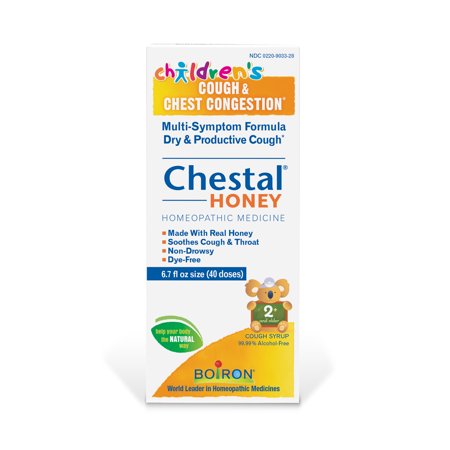 NDC 0220-9033-28
children's
COUGH &
CHEST CONGESTION*
Multi-Symptom Formula
Dry & Productive Cough*
Chestal®
HONEY
HOMEOPATHIC MEDICINE
▪ Made With Real Honey
▪ Soothes Cough & Throat
▪ Non-Drowsy
▪ Dye-Free
6.7 fl oz size (40 doses)
2+
and older
help your body
the NATURAL
way
COUGH SYRUP
99.99% Alcohol-Free
BOIRON®
World Leader in Homeopathic Medicines